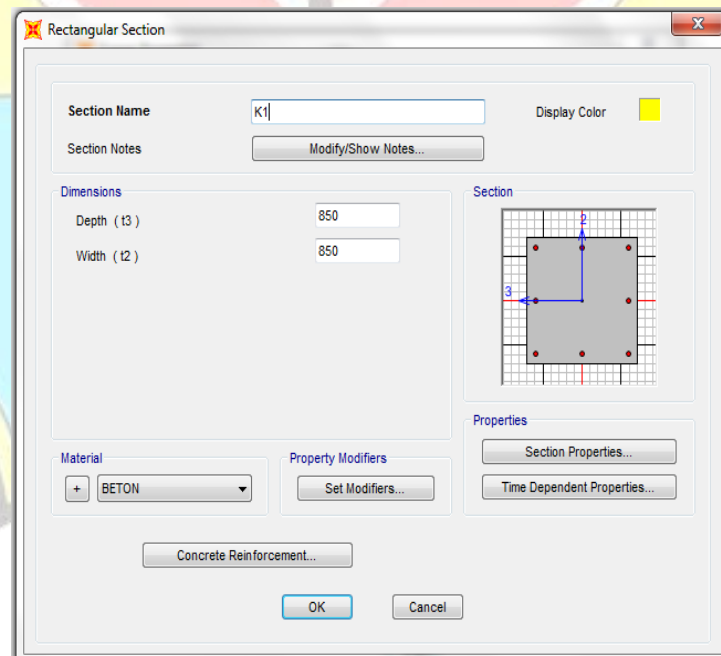 Rectangular Section
Section Name K1 Display Color
Section Notes Modify/Show Notes...
Dimensions
Depth ( t3 ) 850
Width ( t2 ) 850
Section
2
3
Properties
Section Properties...
Time Dependent Properties...
Material
+ BETON
Property Modifiers
Set Modifiers...
Concrete Reinforcement...
OK Cancel